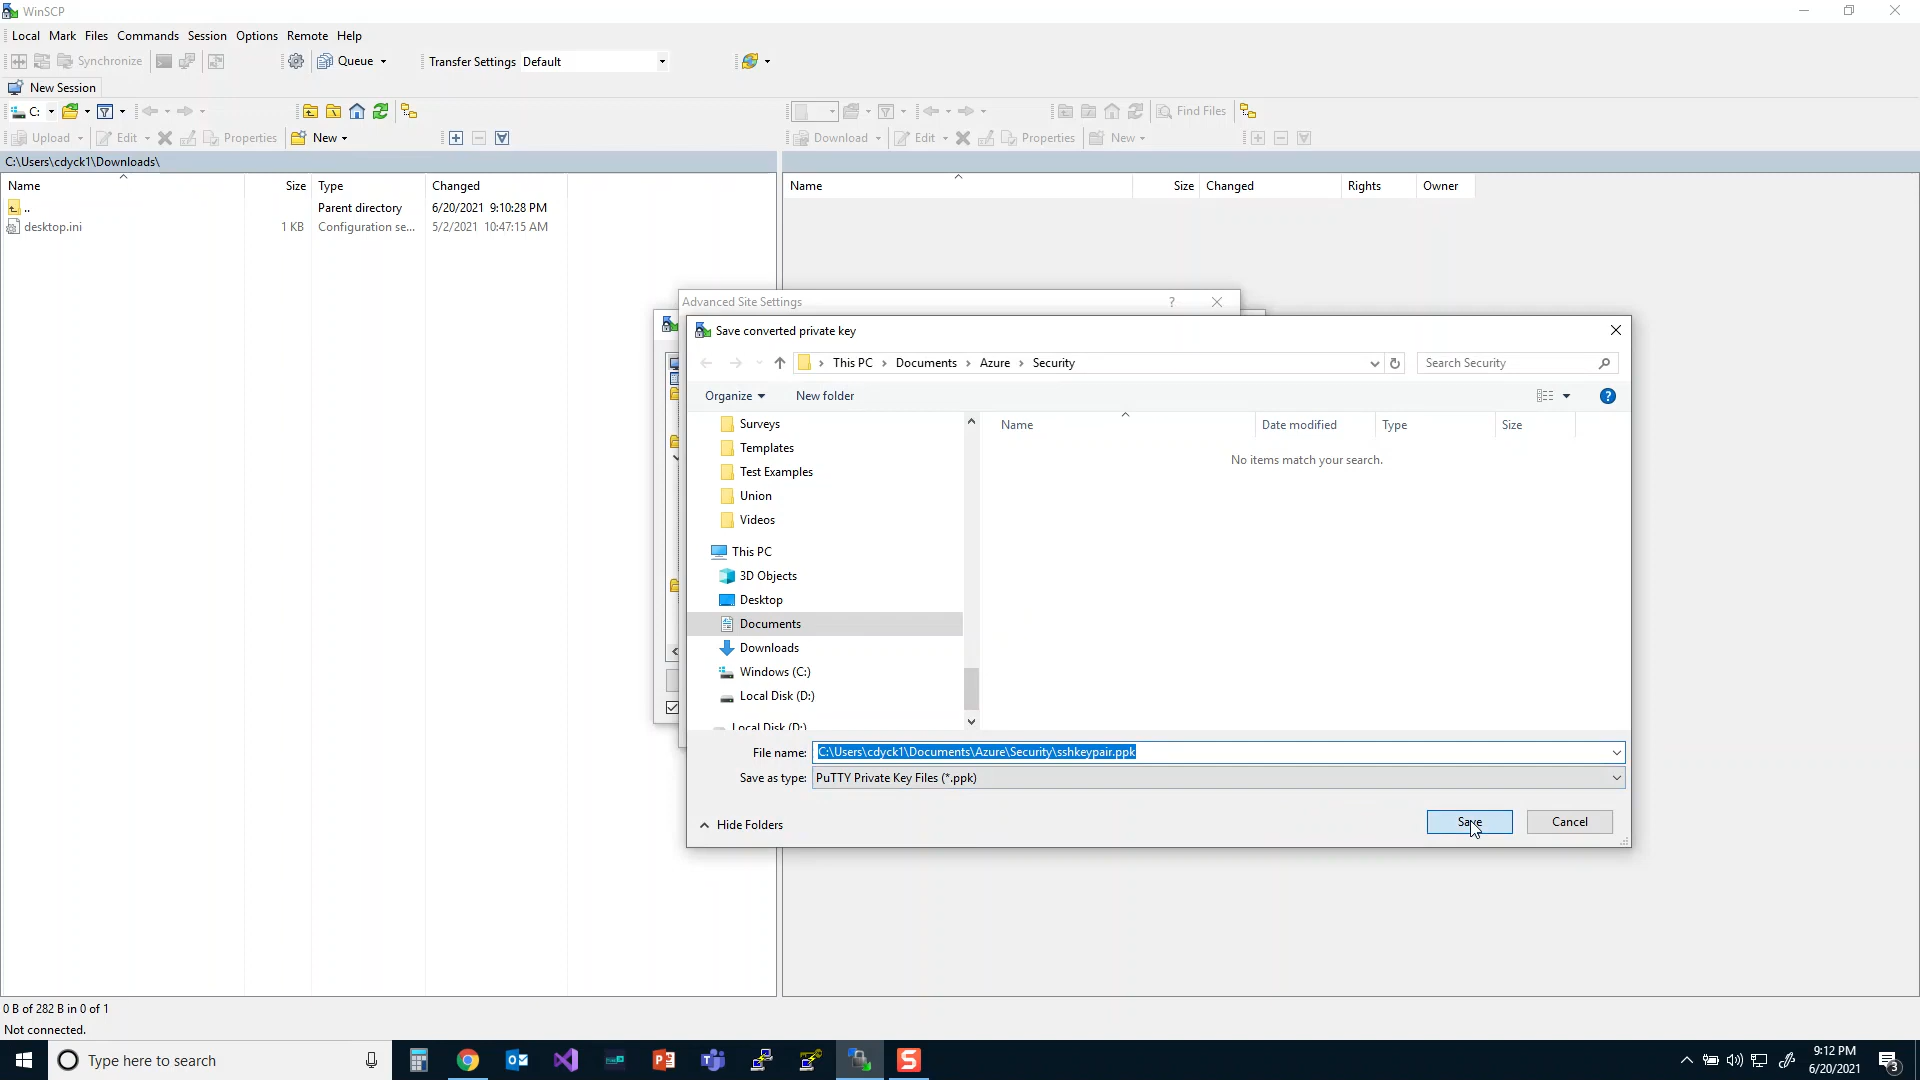 WinSCP
Local Mark Files Commands Session Options Remote Help
Synchronize Queue Transfer Settings Default
New Session
C: Find Files
Upload Edit Properties New Download Edit Properties New
C:\Users\cdyck1\Downloads\
Name Size Type Changed Name Size Changed Rights Owner
.. Parent directory 6/20/2021 9:10:28 PM
desktop.ini 1 KB Configuration se... 5/2/2021 10:47:15 AM
Advanced Site Settings ?
Save converted private key
This PC › Documents › Azure › Security Search Security
Organize New folder ?
Surveys
Templates
Test Examples
Union
Videos
This PC
3D Objects
Desktop
Documents
Downloads
Windows (C:)
Local Disk (D:)
Local Disk (D:)
Name Date modified Type Size
No items match your search.
File name: C:\Users\cdyck1\Documents\Azure\Security\sshkeypair.ppk
Save as type: PuTTY Private Key Files (*.ppk)
Hide Folders Save Cancel
0 B of 282 B in 0 of 1
Not connected.
Type here to search
9:12 PM
6/20/2021
3